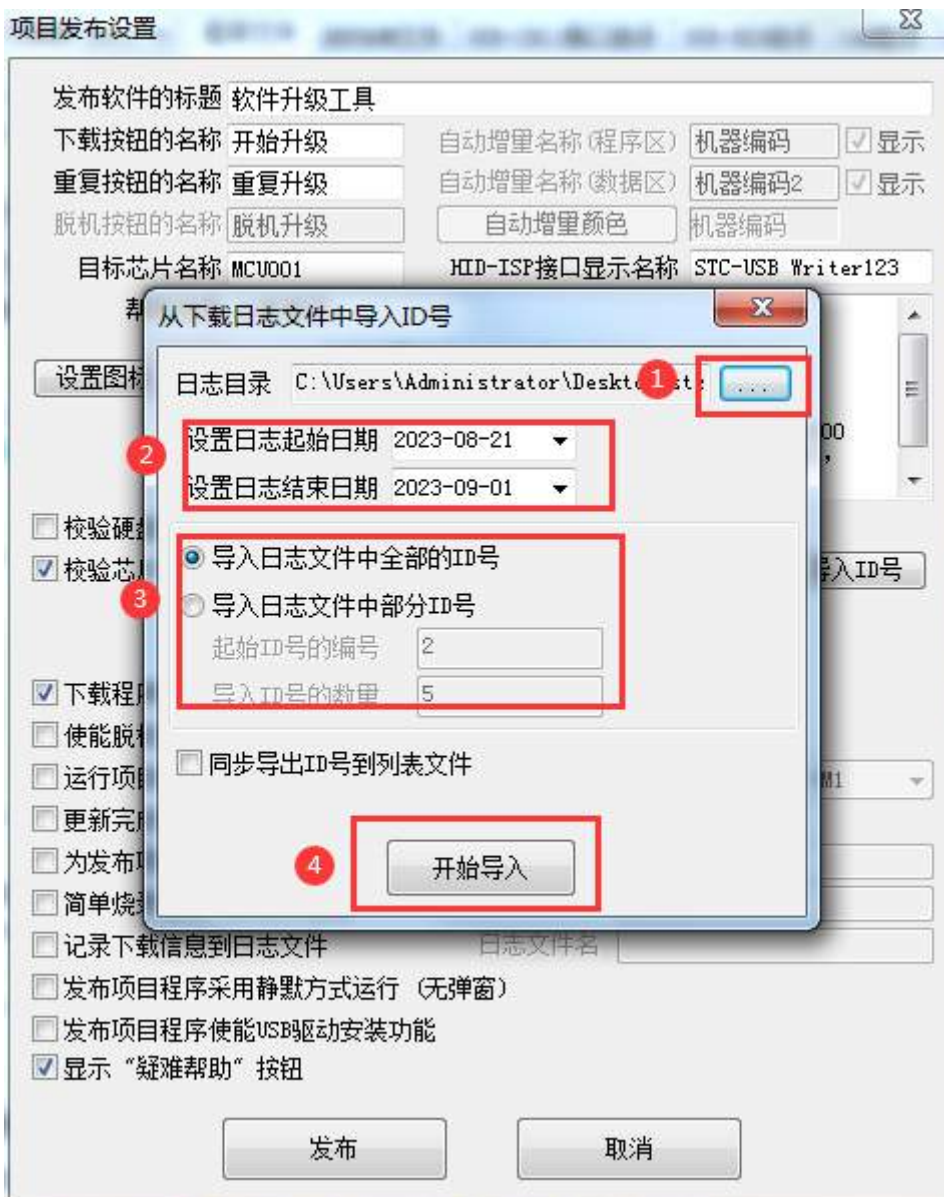 项目发布设置
发布软件的标题 软件升级工具
下载按钮的名称 开始升级 自动增量名称(程序区) 机器编码 显示
重复按钮的名称 重复升级 自动增量名称(数据区) 机器编码2 显示
脱机按钮的名称 脱机升级 自动增量颜色 机器编码
目标芯片名称 MCU001 HID-ISP接口显示名称 STC-USB Writer123
帮
从下载日志文件中导入ID号
设置图标
日志目录 C:\Users\Administrator\Deskto 1 ...
00
2 设置日志起始日期 2023-08-21
设置日志结束日期 2023-09-01
校验硬
导入日志文件中全部的ID号
校验芯 入ID号
3 导入日志文件中部分ID号
起始ID号的编号 2
下载程 导入ID号的数量 5
使能脱
同步导出ID号到列表文件
运行项 M1
更新完
为发布 4 开始导入
简单烧
记录下载信息到日志文件 日志文件名
发布项目程序采用静默方式运行 (无弹窗)
发布项目程序使能USB驱动安装功能
显示 "疑难帮助" 按钮
发布 取消